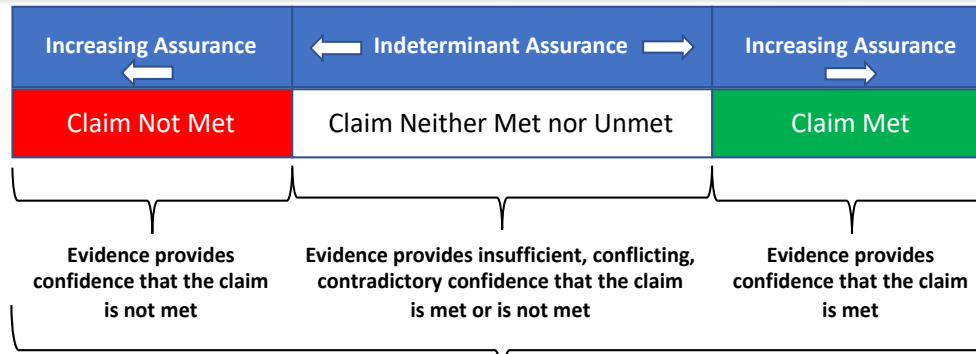 Increasing Assurance
Indeterminant Assurance
Increasing Assurance
Claim Not Met
Claim Neither Met nor Unmet
Claim Met
Evidence provides
confidence that the claim
is not met
Evidence provides insufficient, conflicting,
contradictory confidence that the claim
is met or is not met
Evidence provides
confidence that the claim
is met